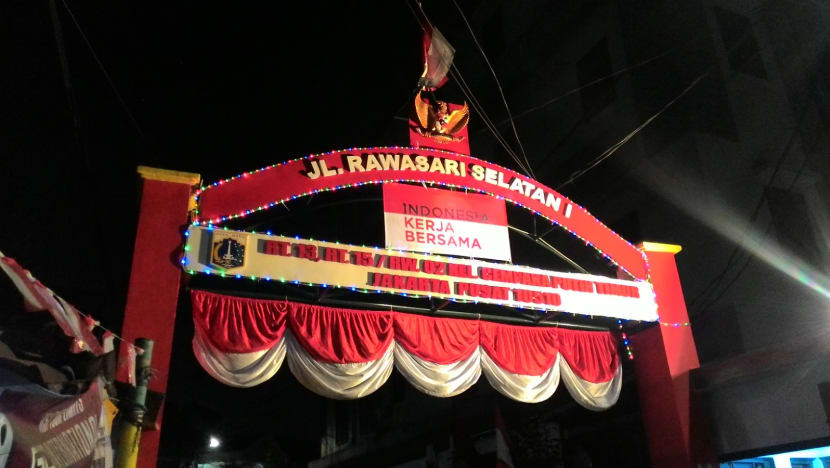 JL. RAWASARI SELATAN I
INDONESIA
KERJA
BERSAMA
RT. 13, RT. 15 / RW. 02 KEL. CEMPAKA PUTIH TIMUR
JAKARTA PUSAT 10510